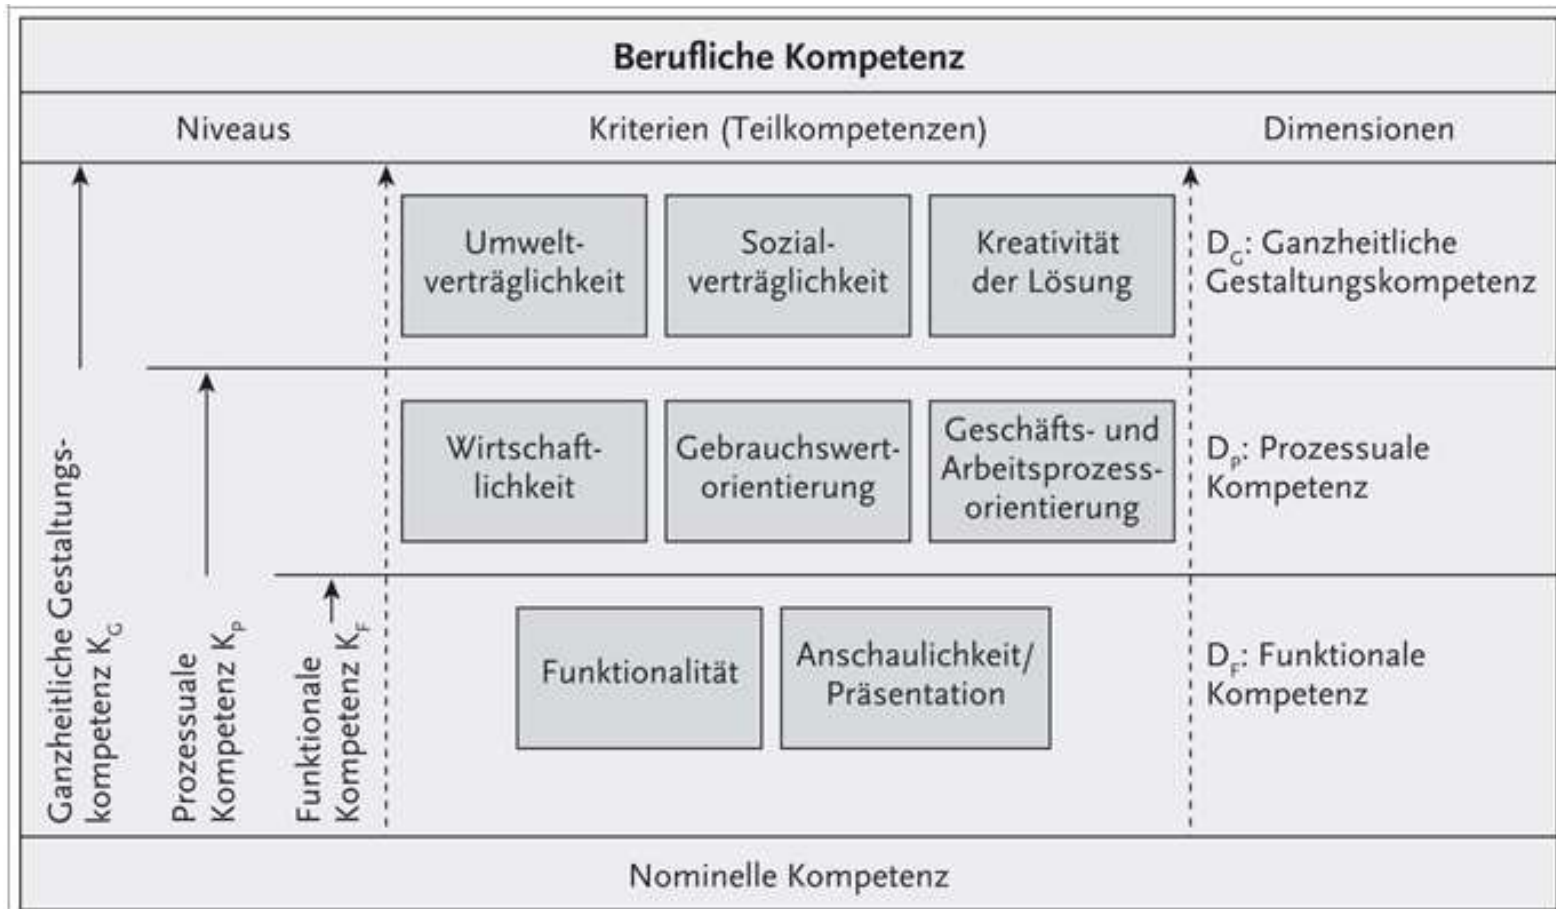 Berufliche Kompetenz
Niveaus
Kriterien (Teilkompetenzen)
Dimensionen
Umwelt-
verträglichkeit
Sozial-
verträglichkeit
Kreativität
der Lösung
D_G: Ganzheitliche
Gestaltungskompetenz
Wirtschaft-
lichkeit
Gebrauchswert-
orientierung
Geschäfts- und
Arbeitsprozess-
orientierung
D_P: Prozessuale
Kompetenz
Ganzheitliche Gestaltungs-
kompetenz K_G
Prozessuale
Kompetenz K_P
Funktionale
Kompetenz K_F
Funktionalität
Anschaulichkeit/
Präsentation
D_F: Funktionale
Kompetenz
Nominelle Kompetenz